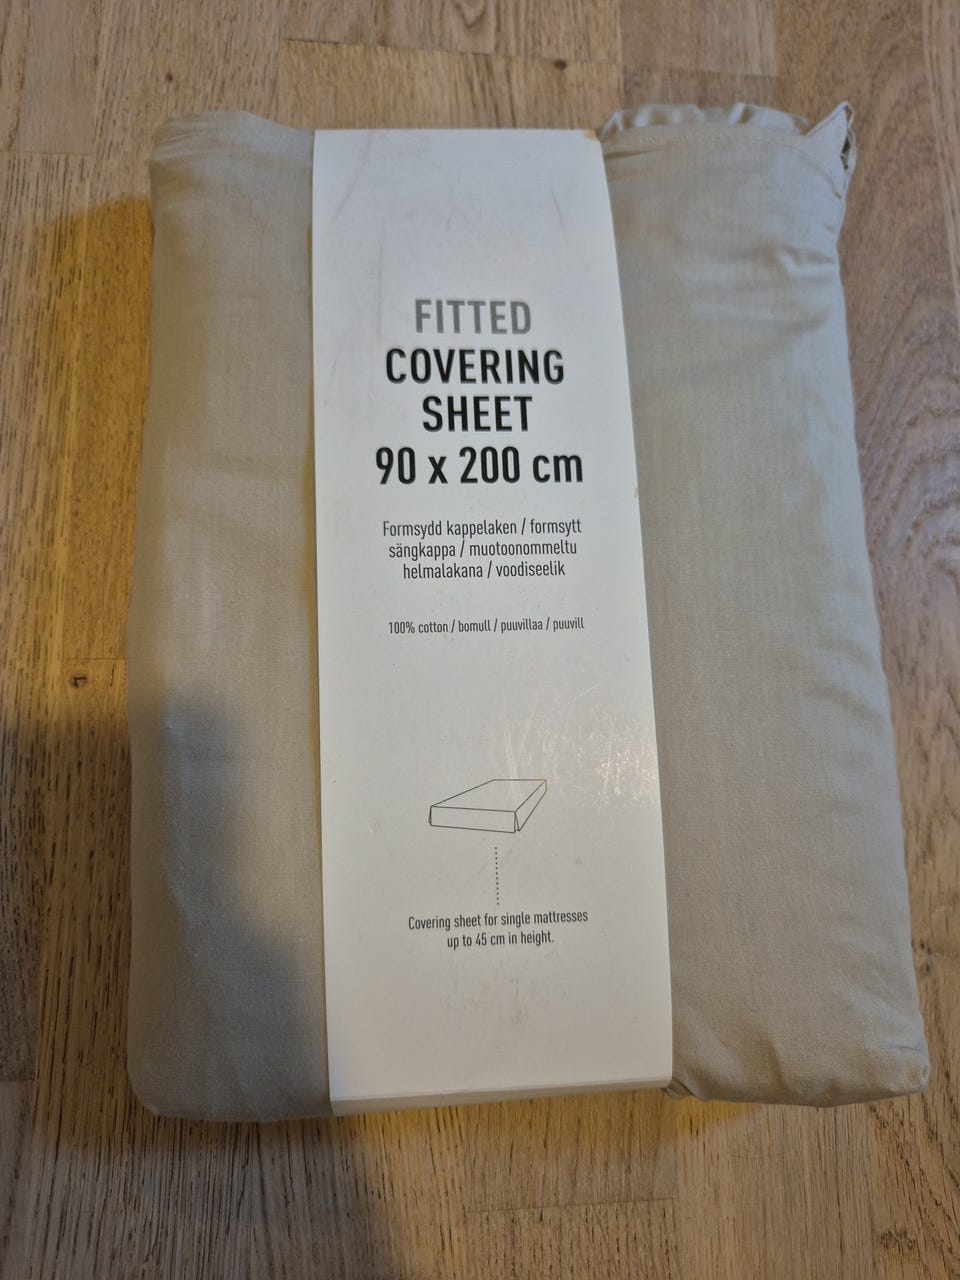 FITTED
COVERING
SHEET
90 x 200 cm
Formsydd kappelaken / formsytt
sängkappa / muotoonommeltu
helmalakana / voodiseelik
100% cotton / bomull / puuvillaa / puuvill
Covering sheet for single mattresses
up to 45 cm in height.